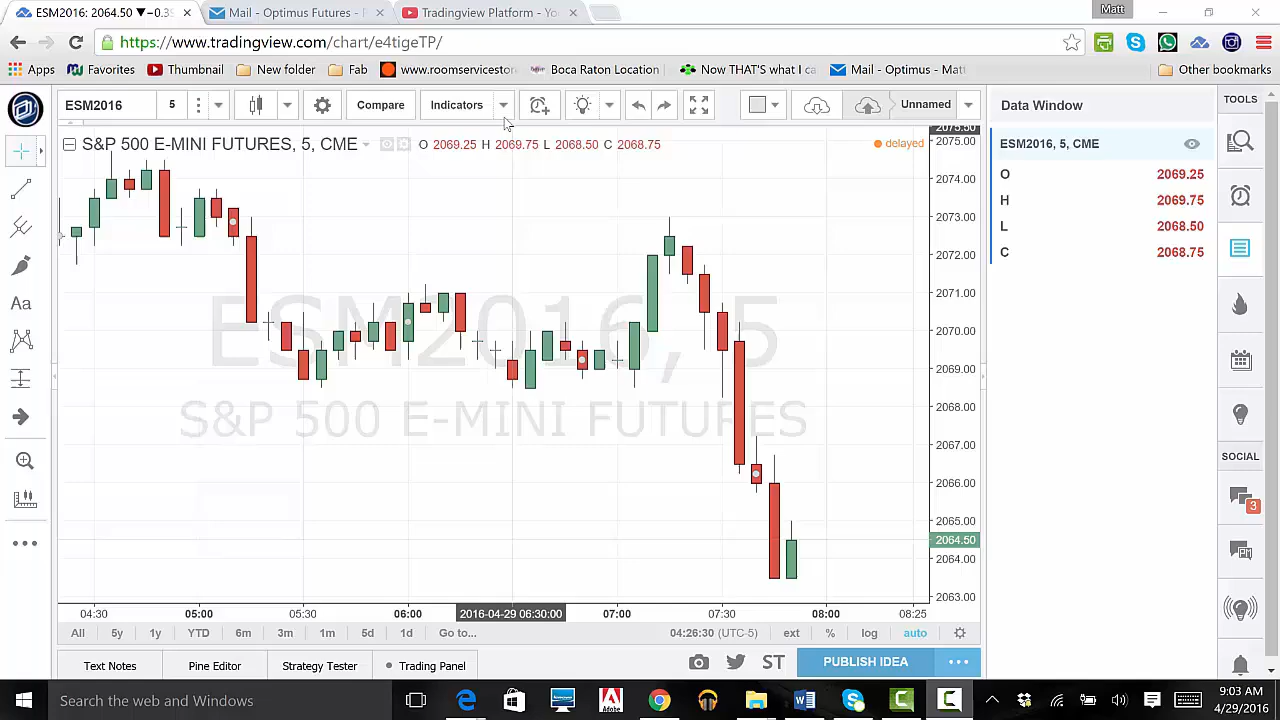 ESM2016: 2064.50 ▼−0.3
Mail - Optimus Futures - P
Tradingview Platform - Yo
Matt
https://www.tradingview.com/chart/e4tigeTP/
Apps
Favorites
Thumbnail
New folder
Fab
www.roomservicestor
Boca Raton Location
Now THAT'S what I ca
Mail - Optimus - Matt
Other bookmarks
ESM2016
5
Compare
Indicators
Unnamed
Data Window
TOOLS
S&P 500 E-MINI FUTURES, 5, CME
O 2069.25 H 2069.75 L 2068.50 C 2068.75
delayed
ESM2016, 5, CME
O 2069.25
H 2069.75
L 2068.50
C 2068.75
ESM2016, 5
S&P 500 E-MINI FUTURES
2075.50
2075.00
2074.00
2073.00
2072.00
2071.00
2070.00
2069.00
2068.00
2067.00
2066.00
2065.00
2064.50
2064.00
2063.00
SOCIAL
3
04:30
05:00
05:30
06:00
2016-04-29 06:30:00
07:00
07:30
08:00
08:25
All 5y 1y YTD 6m 3m 1m 5d 1d Go to...
04:26:30 (UTC-5)
ext % log auto
Text Notes
Pine Editor
Strategy Tester
Trading Panel
ST
PUBLISH IDEA
Aa
Search the web and Windows
9:03 AM
4/29/2016